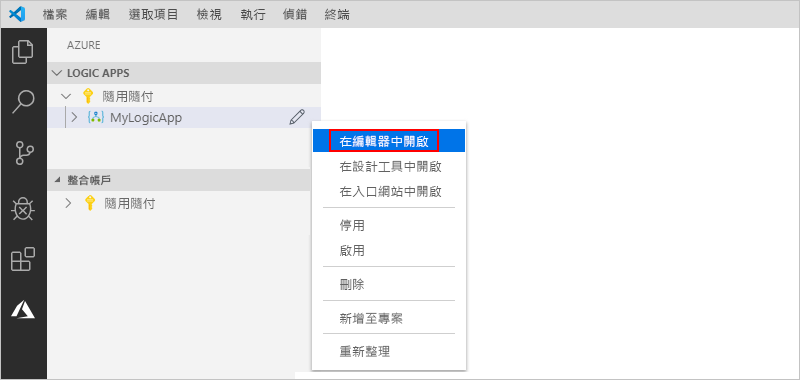 檔案 編輯 選取項目 檢視 執行 偵錯 終端
AZURE
LOGIC APPS
隨用隨付
MyLogicApp
在編輯器中開啟
在設計工具中開啟
在入口網站中開啟
整合帳戶
隨用隨付
停用
啟用
刪除
新增至專案
重新整理